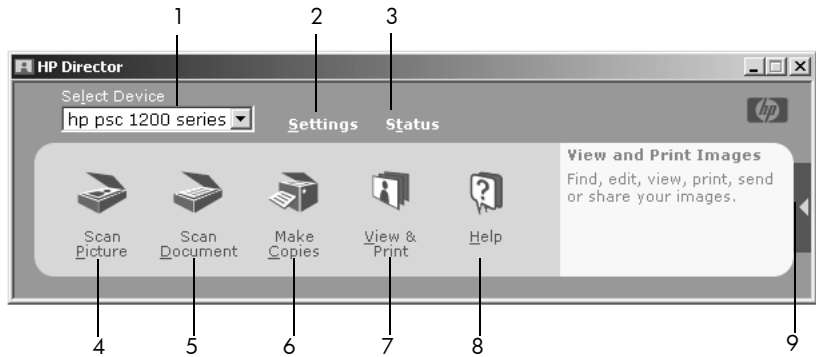 1 2 3
HP Director
Select Device
hp psc 1200 series
Settings Status
hp
View and Print Images
Find, edit, view, print, send
or share your images.
Scan
Picture
Scan
Document
Make
Copies
View &
Print
Help
4 5 6 7 8 9